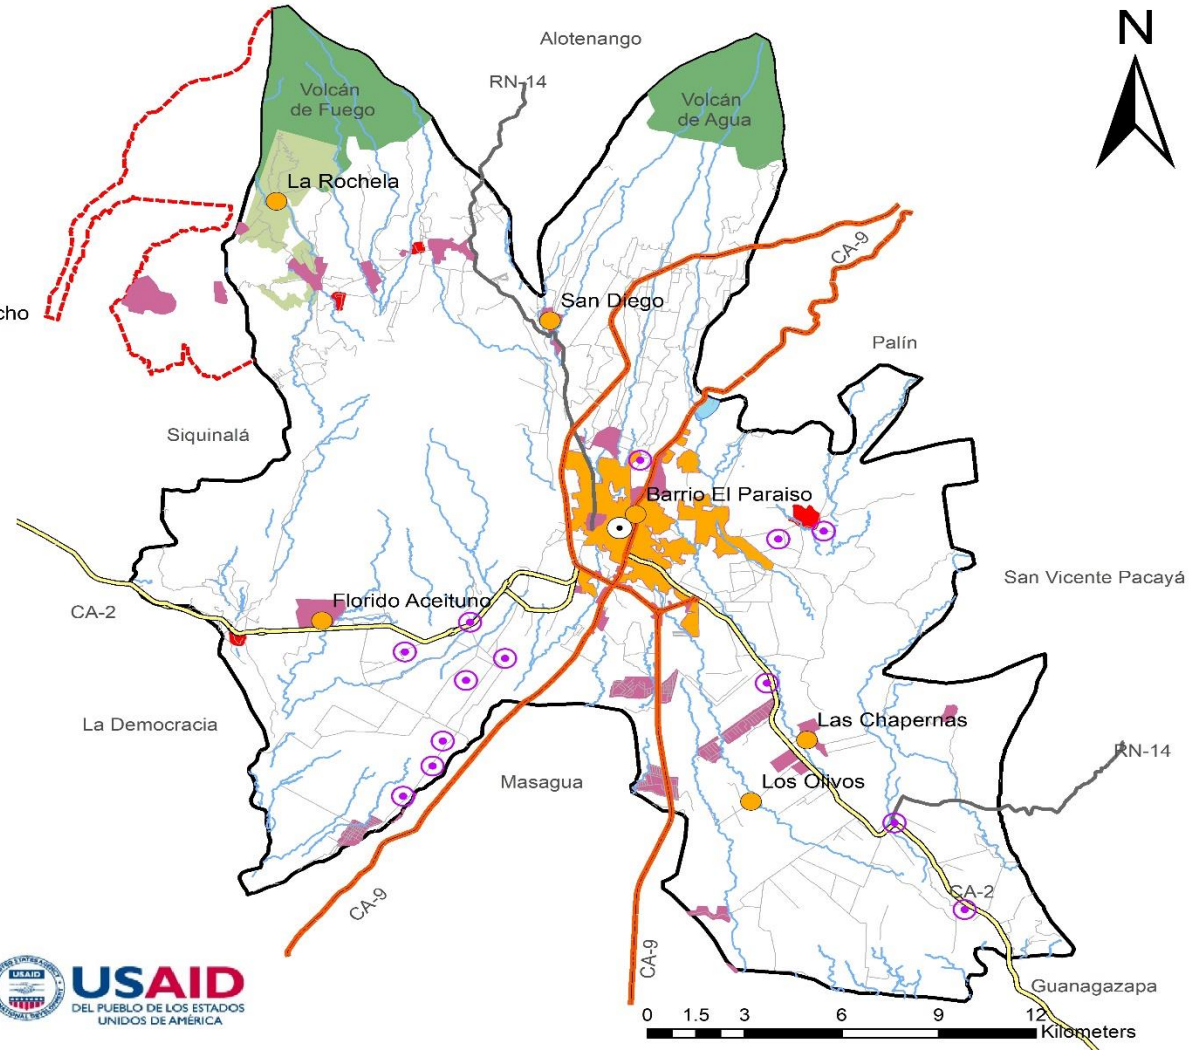 N
Alotenango
RN-14
Volcán
de Fuego
Volcán
de Agua
La Rochela
CA-9
San Diego
cho
Palín
Siquinalá
Barrio El Paraiso
San Vicente Pacayá
CA-2
Florido Aceituno
La Democracia
Las Chapernas
RN-14
Masagua
Los Olivos
CA-2
CA-9
CA-9
Guanagazapa
USAID
USAID
DEL PUEBLO DE LOS ESTADOS
UNIDOS DE AMÉRICA
0 1.5 3 6 9 12
Kilometers